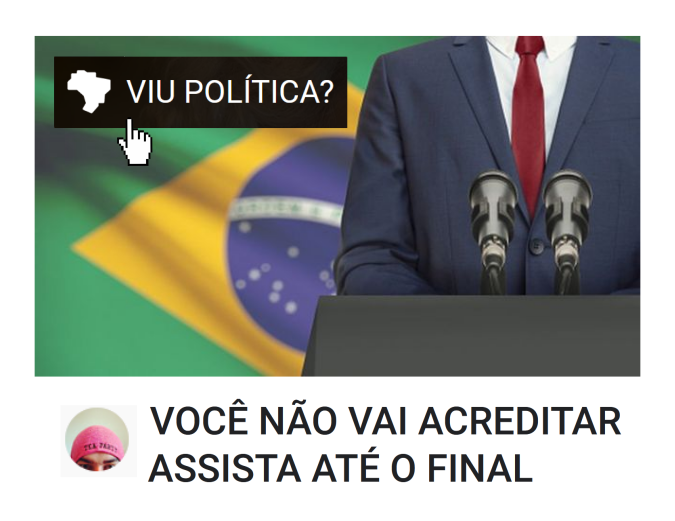 VIU POLÍTICA?
VOCÊ NÃO VAI ACREDITAR
ASSISTA ATÉ O FINAL